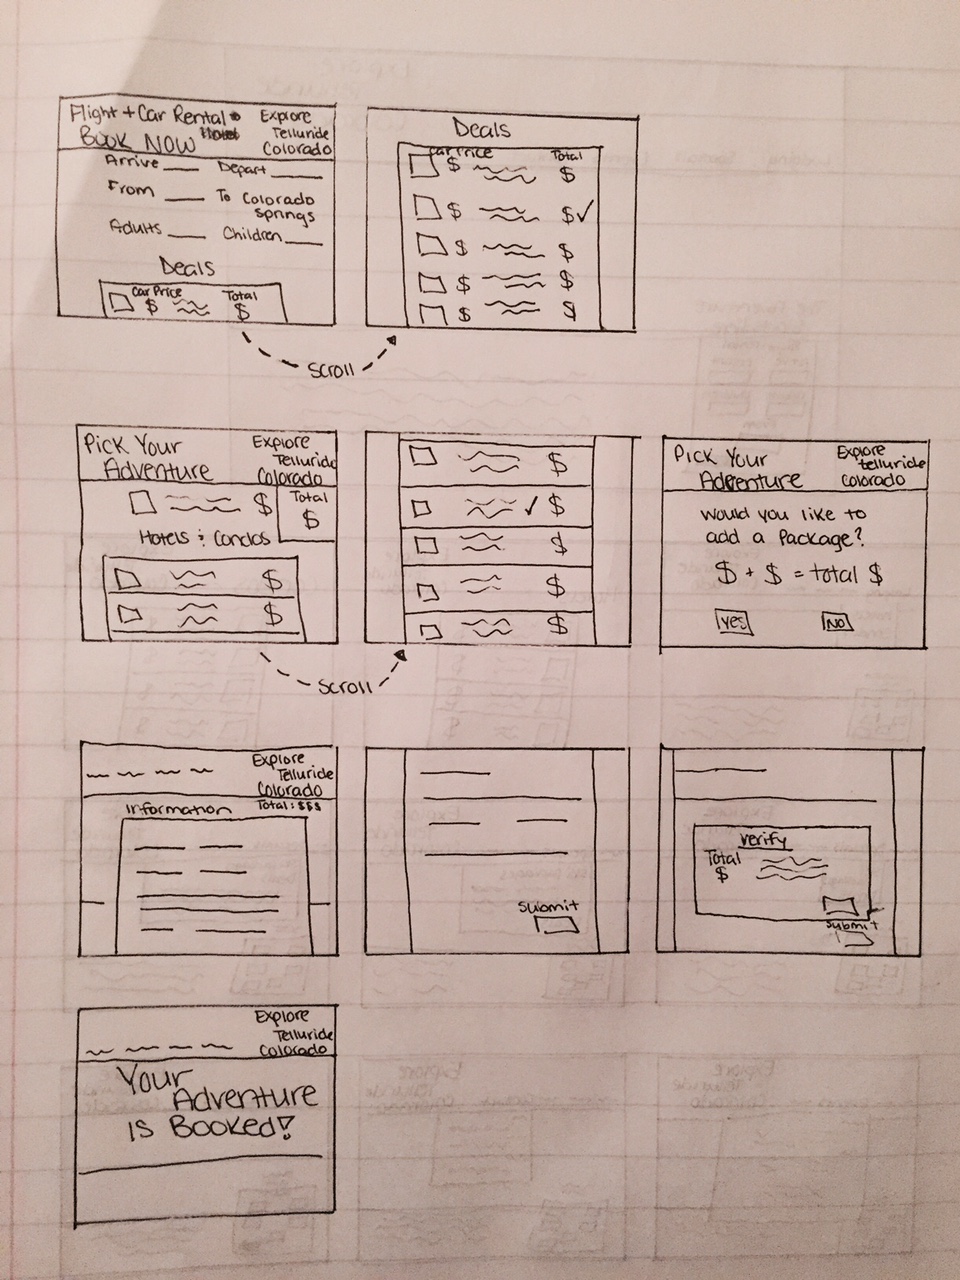 Flight + Car Rental + Hotel
BOOK NOW
Explore
Telluride
Colorado
Arrive ___ Depart ___
From ___ To Colorado
Springs
Adults ___ Children ___
Deals
Car Price Total
$ $
Scroll
Deals
Car Price Total
$ $
$ $✓
$ $
$ $
$ $
Pick Your
Adventure
Explore
Telluride
Colorado
$ Total
$
Hotels & Condos
$
$
Scroll
$
✓ $
$
$
$
Pick Your
Adventure
Explore
Telluride
Colorado
Would you like to
add a Package?
$ + $ = total $
Yes No
Explore
Telluride
Colorado
Information Total: $$$
Submit
Verify
Total
$
Submit
Explore
Telluride
Colorado
Your
Adventure
is Booked!